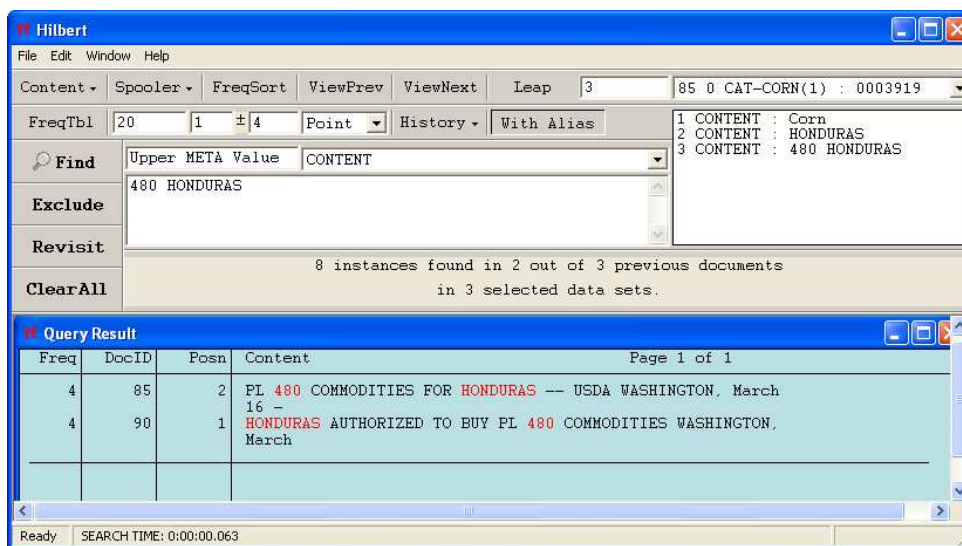 Hilbert
File Edit Window Help
Content Spooler FreqSort ViewPrev ViewNext Leap 3 85 0 CAT-CORN(1) : 0003919
FreqTbl 20 1 ± 4 Point History With Alias
1 CONTENT : Corn
2 CONTENT : HONDURAS
3 CONTENT : 480 HONDURAS
Find Upper META Value CONTENT
480 HONDURAS
Exclude
Revisit
ClearAll
8 instances found in 2 out of 3 previous documents
in 3 selected data sets.
Query Result
Freq DocID Posn Content Page 1 of 1
4 85 2 PL 480 COMMODITIES FOR HONDURAS -- USDA WASHINGTON, March
16 -
4 90 1 HONDURAS AUTHORIZED TO BUY PL 480 COMMODITIES WASHINGTON,
March
Ready SEARCH TIME: 0:00:00.063